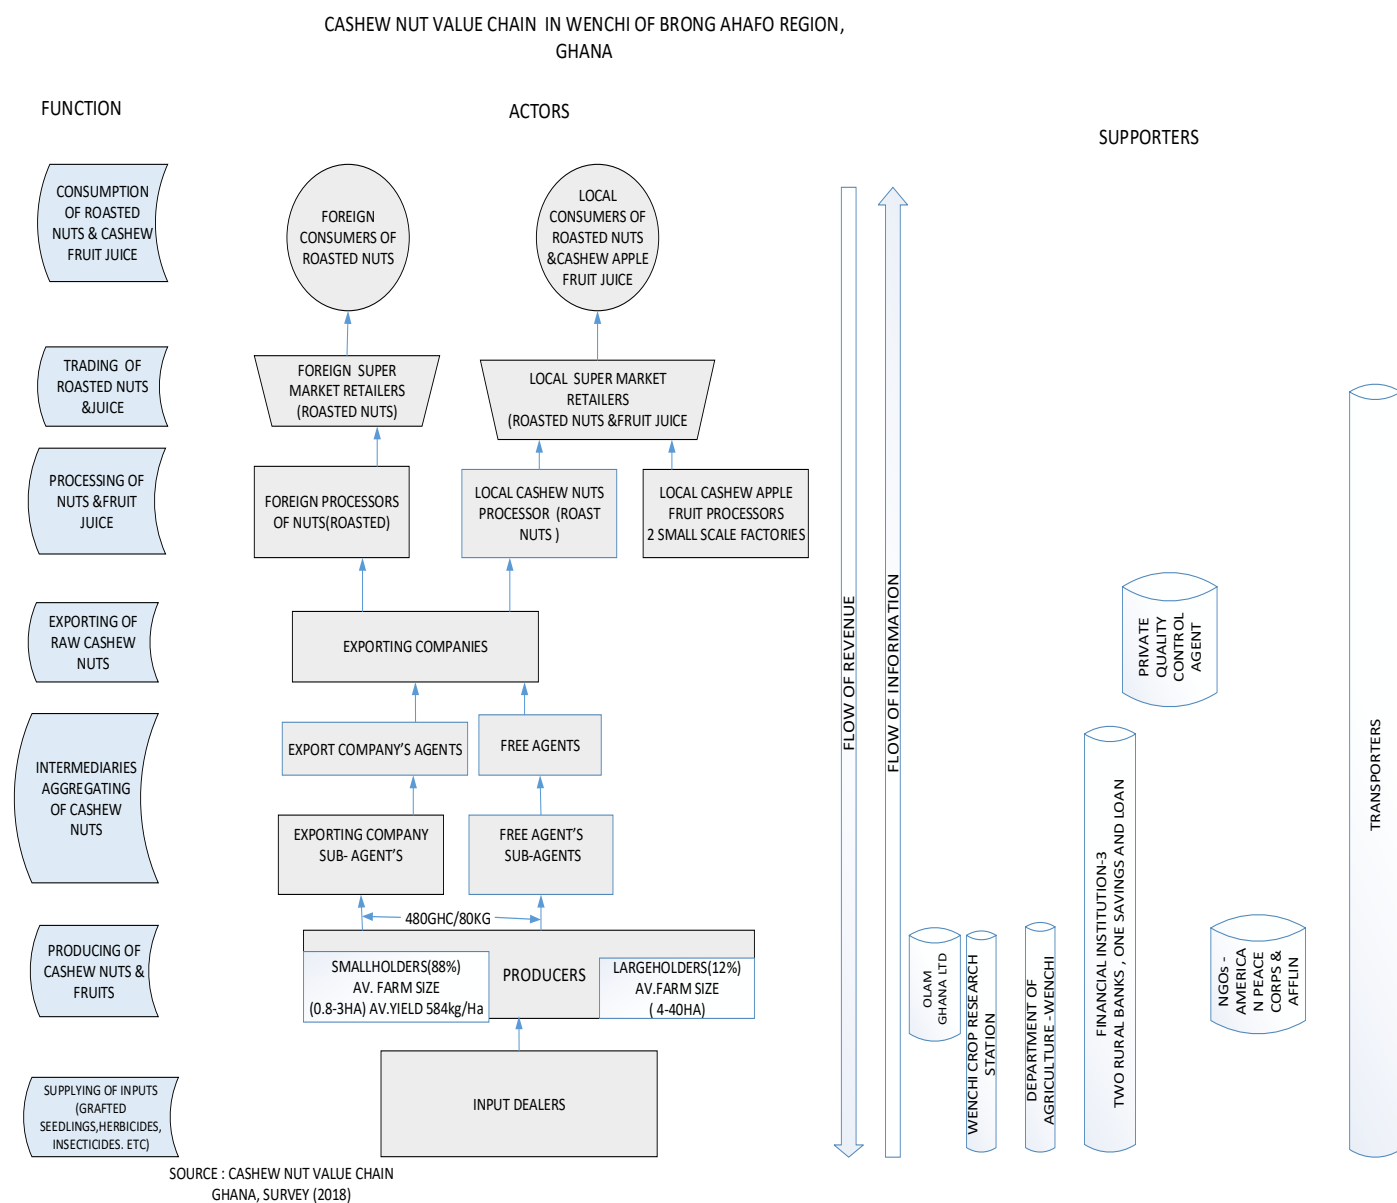 CASHEW NUT VALUE CHAIN IN WENCHI OF BRONG AHAFO REGION,
GHANA
FUNCTION
ACTORS
SUPPORTERS
CONSUMPTION
OF ROASTED
NUTS & CASHEW
FRUIT JUICE
FOREIGN
CONSUMERS OF
ROASTED NUTS
LOCAL
CONSUMERS OF
ROASTED NUTS
&CASHEW APPLE
FRUIT JUICE
TRADING OF
ROASTED NUTS
&JUICE
FOREIGN SUPER
MARKET RETAILERS
(ROASTED NUTS)
LOCAL SUPER MARKET
RETAILERS
(ROASTED NUTS &FRUIT JUICE
PROCESSING OF
NUTS &FRUIT
JUICE
FOREIGN PROCESSORS
OF NUTS(ROASTED)
LOCAL CASHEW NUTS
PROCESSOR (ROAST
NUTS )
LOCAL CASHEW APPLE
FRUIT PROCESSORS
2 SMALL SCALE FACTORIES
EXPORTING OF
RAW CASHEW
NUTS
EXPORTING COMPANIES
INTERMEDIARIES
AGGREGATING
OF CASHEW
NUTS
EXPORT COMPANY'S AGENTS
FREE AGENTS
EXPORTING COMPANY
SUB- AGENT'S
FREE AGENT'S
SUB-AGENTS
480GHC/80KG
PRODUCING OF
CASHEW NUTS &
FRUITS
SMALLHOLDERS(88%)
AV. FARM SIZE
(0.8-3HA) AV.YIELD 584kg/Ha
PRODUCERS
LARGEHOLDERS(12%)
AV.FARM SIZE
( 4-40HA)
SUPPLYING OF INPUTS
(GRAFTED
SEEDLINGS,HERBICIDES,
INSECTICIDES. ETC)
INPUT DEALERS
FLOW OF REVENUE
FLOW OF INFORMATION
OLAM
GHANA LTD
WENCHI CROP RESEARCH
STATION
DEPARTMENT OF
AGRICULTURE -WENCHI
FINANCIAL INSTITUTION-3
TWO RURAL BANKS , ONE SAVINGS AND LOAN
PRIVATE
QUALITY
CONTROL
AGENT
NGOs -
AMERICA
N PEACE
CORPS &
AFFLIN
TRANSPORTERS
SOURCE : CASHEW NUT VALUE CHAIN
GHANA, SURVEY (2018)